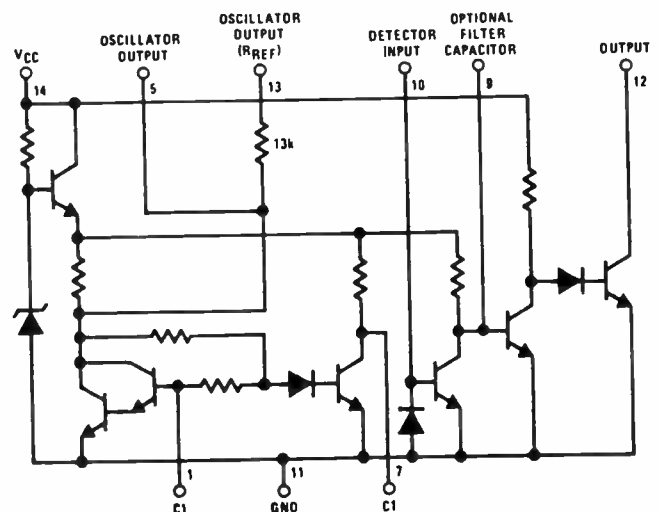 VCC
14
OSCILLATOR
OUTPUT
5
OSCILLATOR
OUTPUT
(RREF)
13
DETECTOR
INPUT
10
OPTIONAL
FILTER
CAPACITOR
9
OUTPUT
12
13k
1
C1
11
GND
7
C1